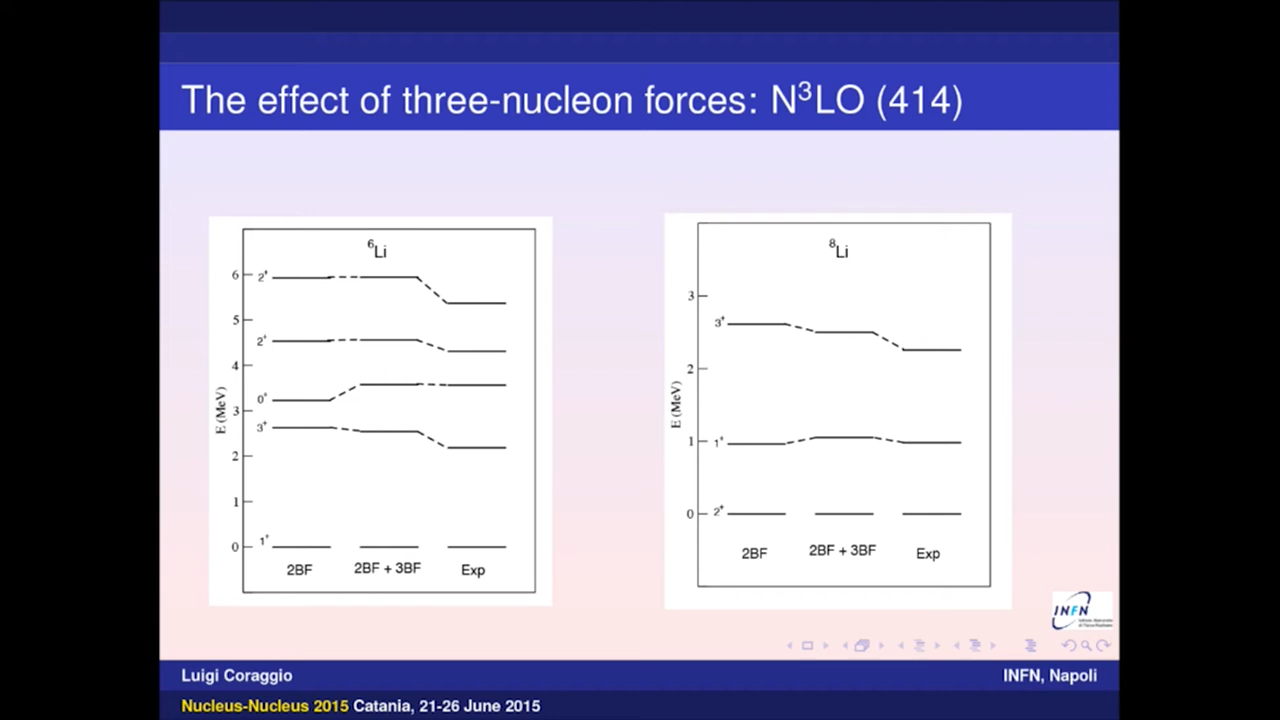 The effect of three-nucleon forces: N³LO (414)
⁶Li
6
2⁺
5
2⁺
4
0⁺
3
3⁺
2
1
0
1⁺
E (MeV)
2BF 2BF + 3BF Exp
⁸Li
3
3⁺
2
1
1⁺
0
2⁺
E (MeV)
2BF 2BF + 3BF Exp
INFN
Luigi Coraggio INFN, Napoli
Nucleus-Nucleus 2015 Catania, 21-26 June 2015